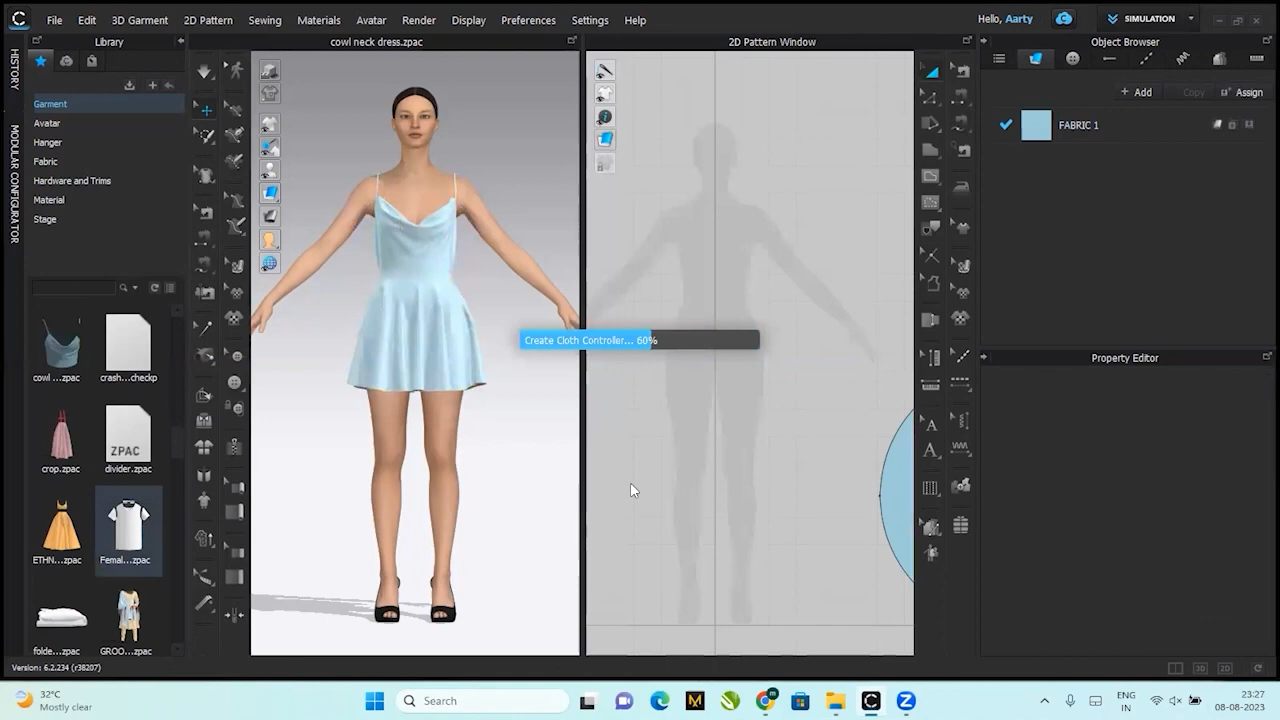 File Edit 3D Garment 2D Pattern Sewing Materials Avatar Render Display Preferences Settings Help
Hello, Aarty
SIMULATION
HISTORY
MODULAR CONFIGURATOR
Library
cowl neck dress.zpac
2D Pattern Window
Object Browser
Garment
Avatar
Hanger
Fabric
Hardware and Trims
Material
Stage
+ Add Copy Assign
FABRIC 1
Create Cloth Controller... 60%
Property Editor
cowl ...zpac
crash...checkp
ZPAC
crop.zpac
divider.zpac
ETHN...zpac
Femal...zpac
folde...zpac
GROO...zpac
Version: 6.2.234 (r38207)
3D 2D
32°C
Mostly clear
Search
ENG
IN
23:27
08-08-2023